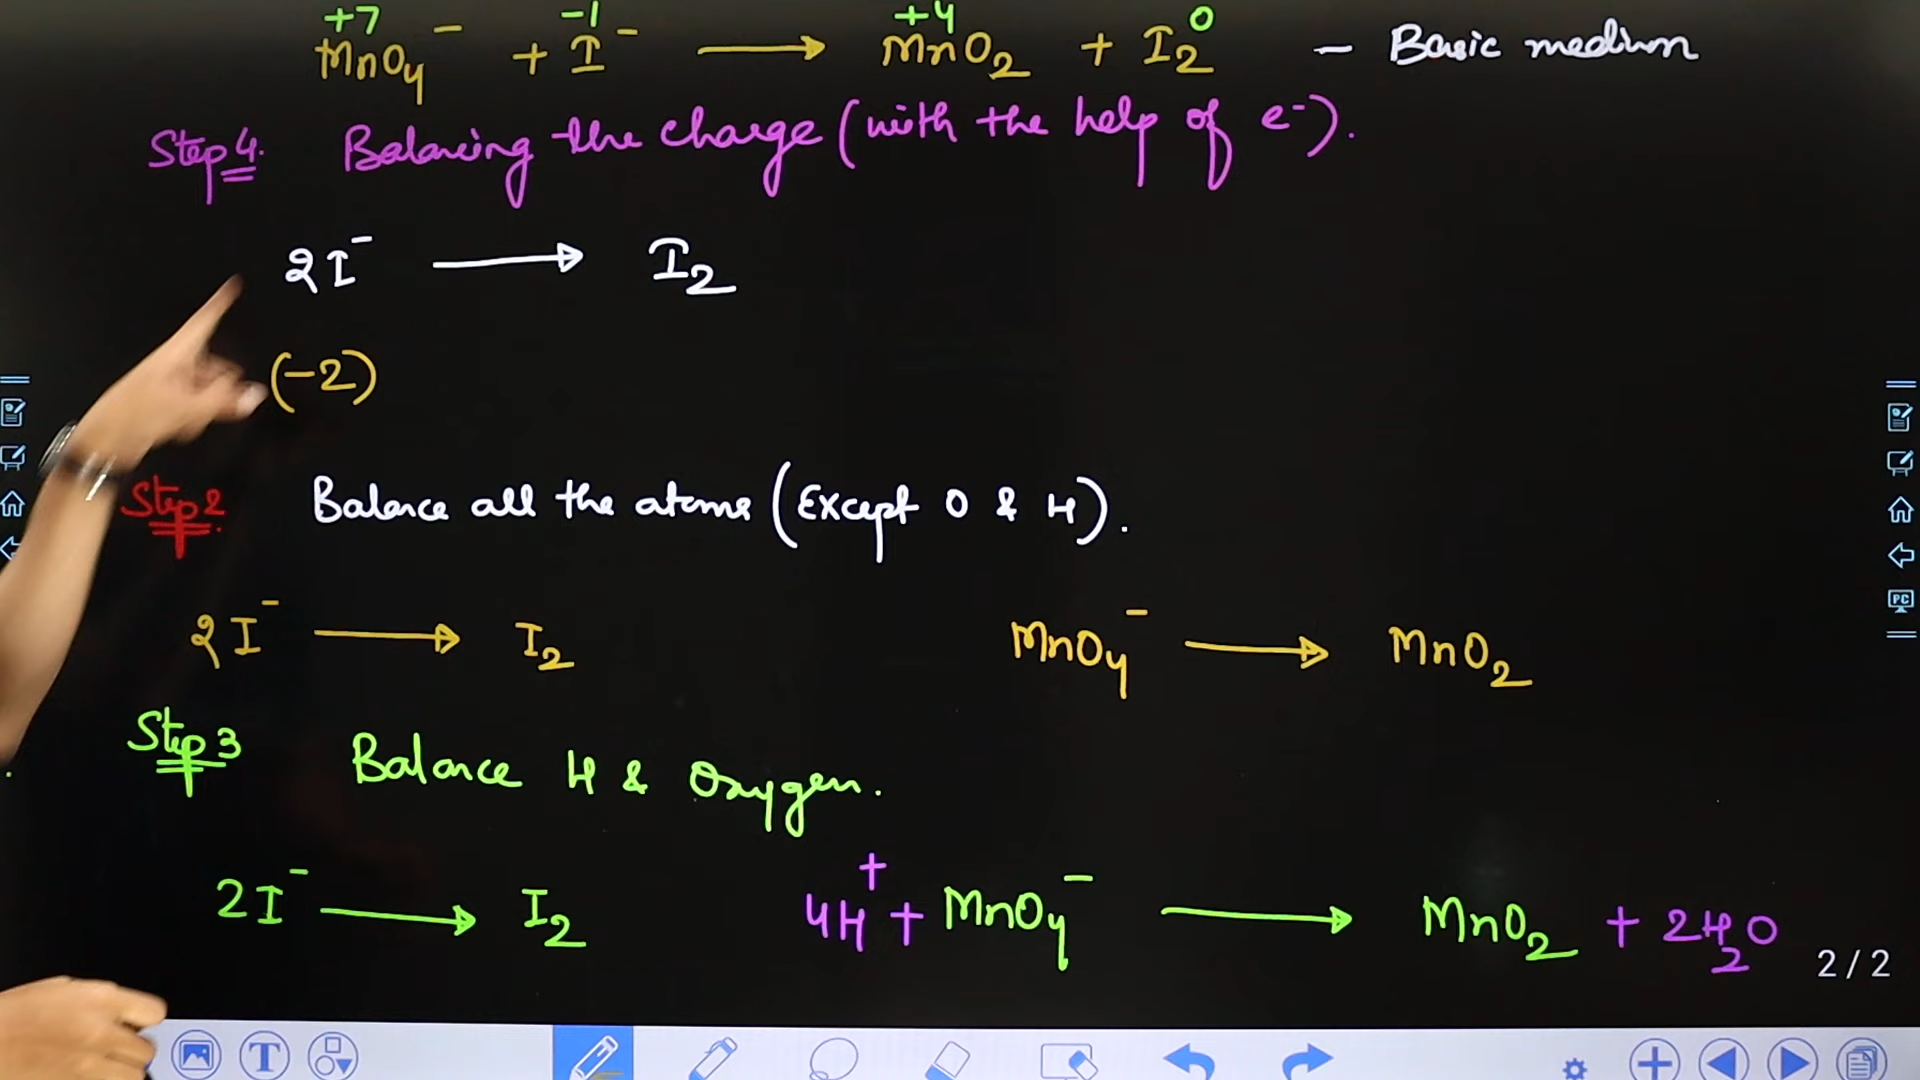 +7 -1 +4 0
MnO₄⁻ + I⁻ → MnO₂ + I₂ - Basic medium
Step 4. Balancing the charge (with the help of e⁻).
2I⁻ → I₂
(-2)
Step 2. Balance all the atoms (Except O & H).
2I⁻ → I₂ MnO₄⁻ → MnO₂
Step 3 Balance H & Oxygen.
2I⁻ → I₂ 4H⁺ + MnO₄⁻ → MnO₂ + 2H₂O
2/2
PC
T